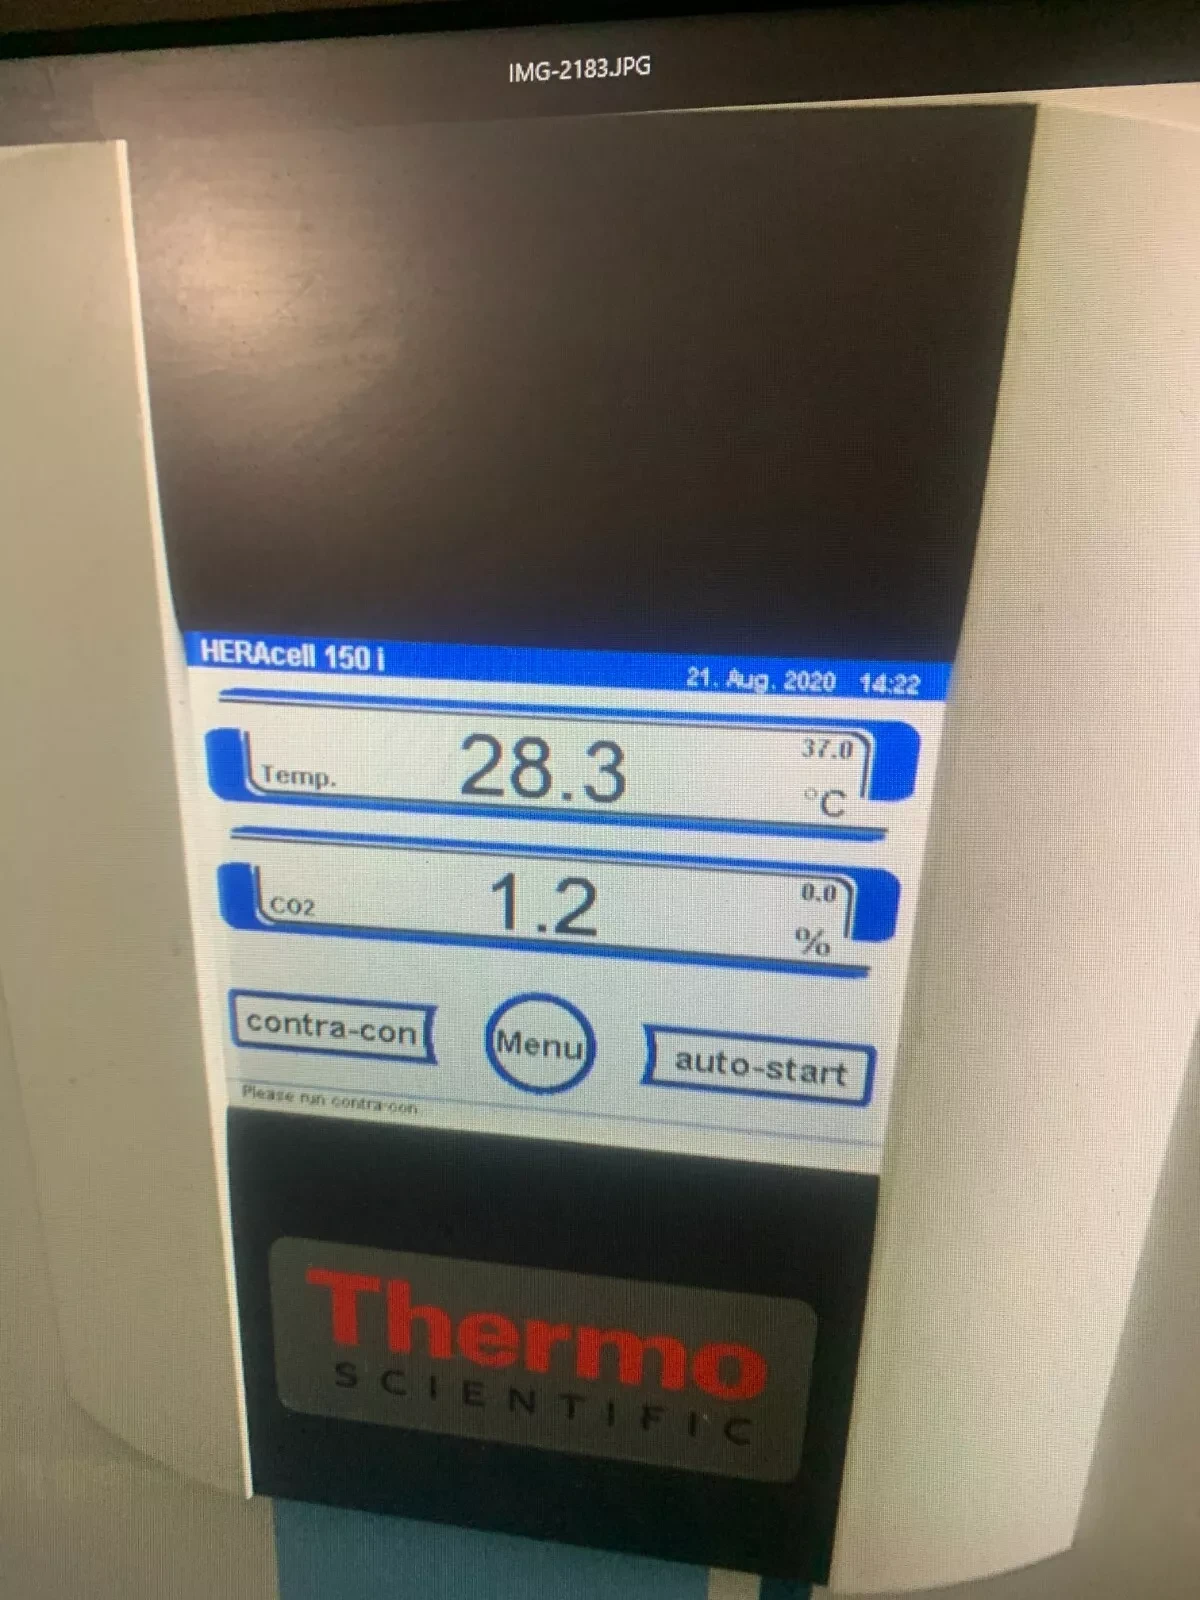 IMG-2183.JPG
HERAcell 150 i
21. Aug. 2020 14:22
Temp. 28.3 37.0 °C
CO2 1.2 0.0 %
contra-con Menu auto-start
Please run contra-con
Thermo
SCIENTIFIC